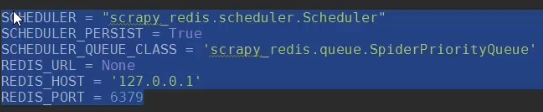 SCHEDULER = "scrapy_redis.scheduler.Scheduler"
SCHEDULER_PERSIST = True
SCHEDULER_QUEUE_CLASS = 'scrapy_redis.queue.SpiderPriorityQueue'
REDIS_URL = None
REDIS_HOST = '127.0.0.1'
REDIS_PORT = 6379